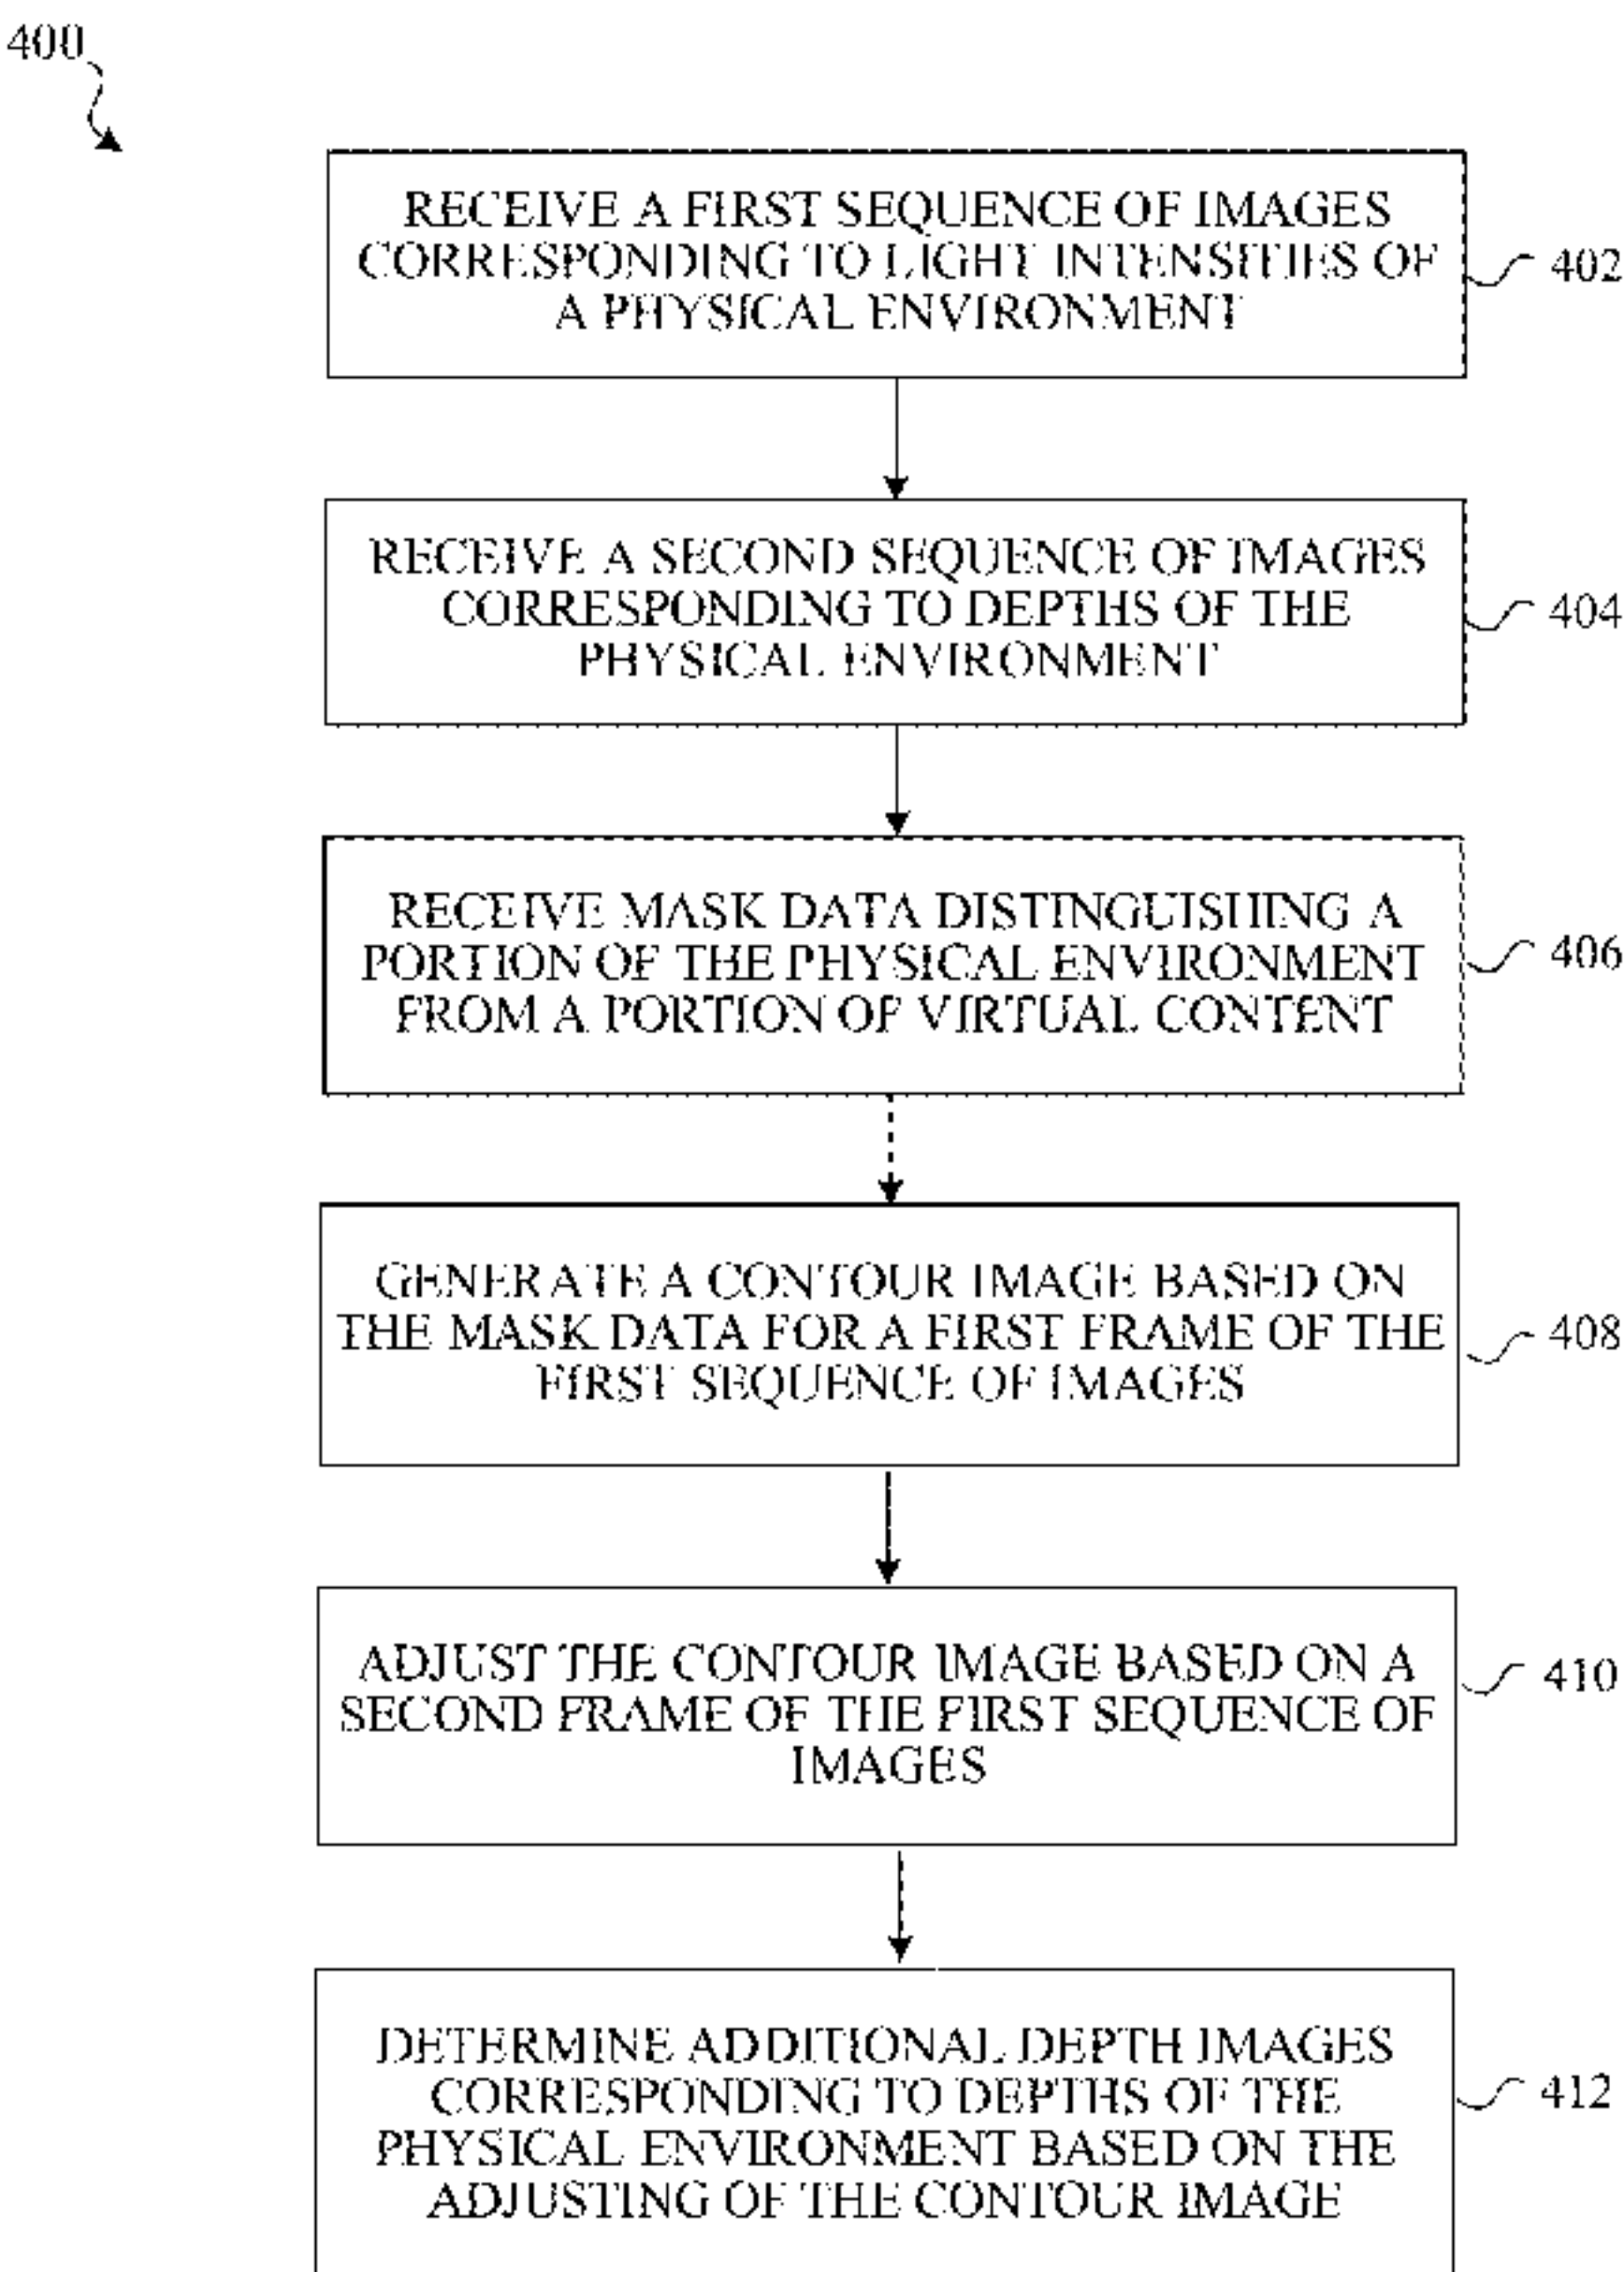 400
RECEIVE A FIRST SEQUENCE OF IMAGES
CORRESPONDING TO LIGHT INTENSITIES OF
A PHYSICAL ENVIRONMENT
402
RECEIVE A SECOND SEQUENCE OF IMAGES
CORRESPONDING TO DEPTHS OF THE
PHYSICAL ENVIRONMENT
404
RECEIVE MASK DATA DISTINGUISHING A
PORTION OF THE PHYSICAL ENVIRONMENT
FROM A PORTION OF VIRTUAL CONTENT
406
GENERATE A CONTOUR IMAGE BASED ON
THE MASK DATA FOR A FIRST FRAME OF THE
FIRST SEQUENCE OF IMAGES
408
ADJUST THE CONTOUR IMAGE BASED ON A
SECOND FRAME OF THE FIRST SEQUENCE OF
IMAGES
410
DETERMINE ADDITIONAL DEPTH IMAGES
CORRESPONDING TO DEPTHS OF THE
PHYSICAL ENVIRONMENT BASED ON THE
ADJUSTING OF THE CONTOUR IMAGE
412